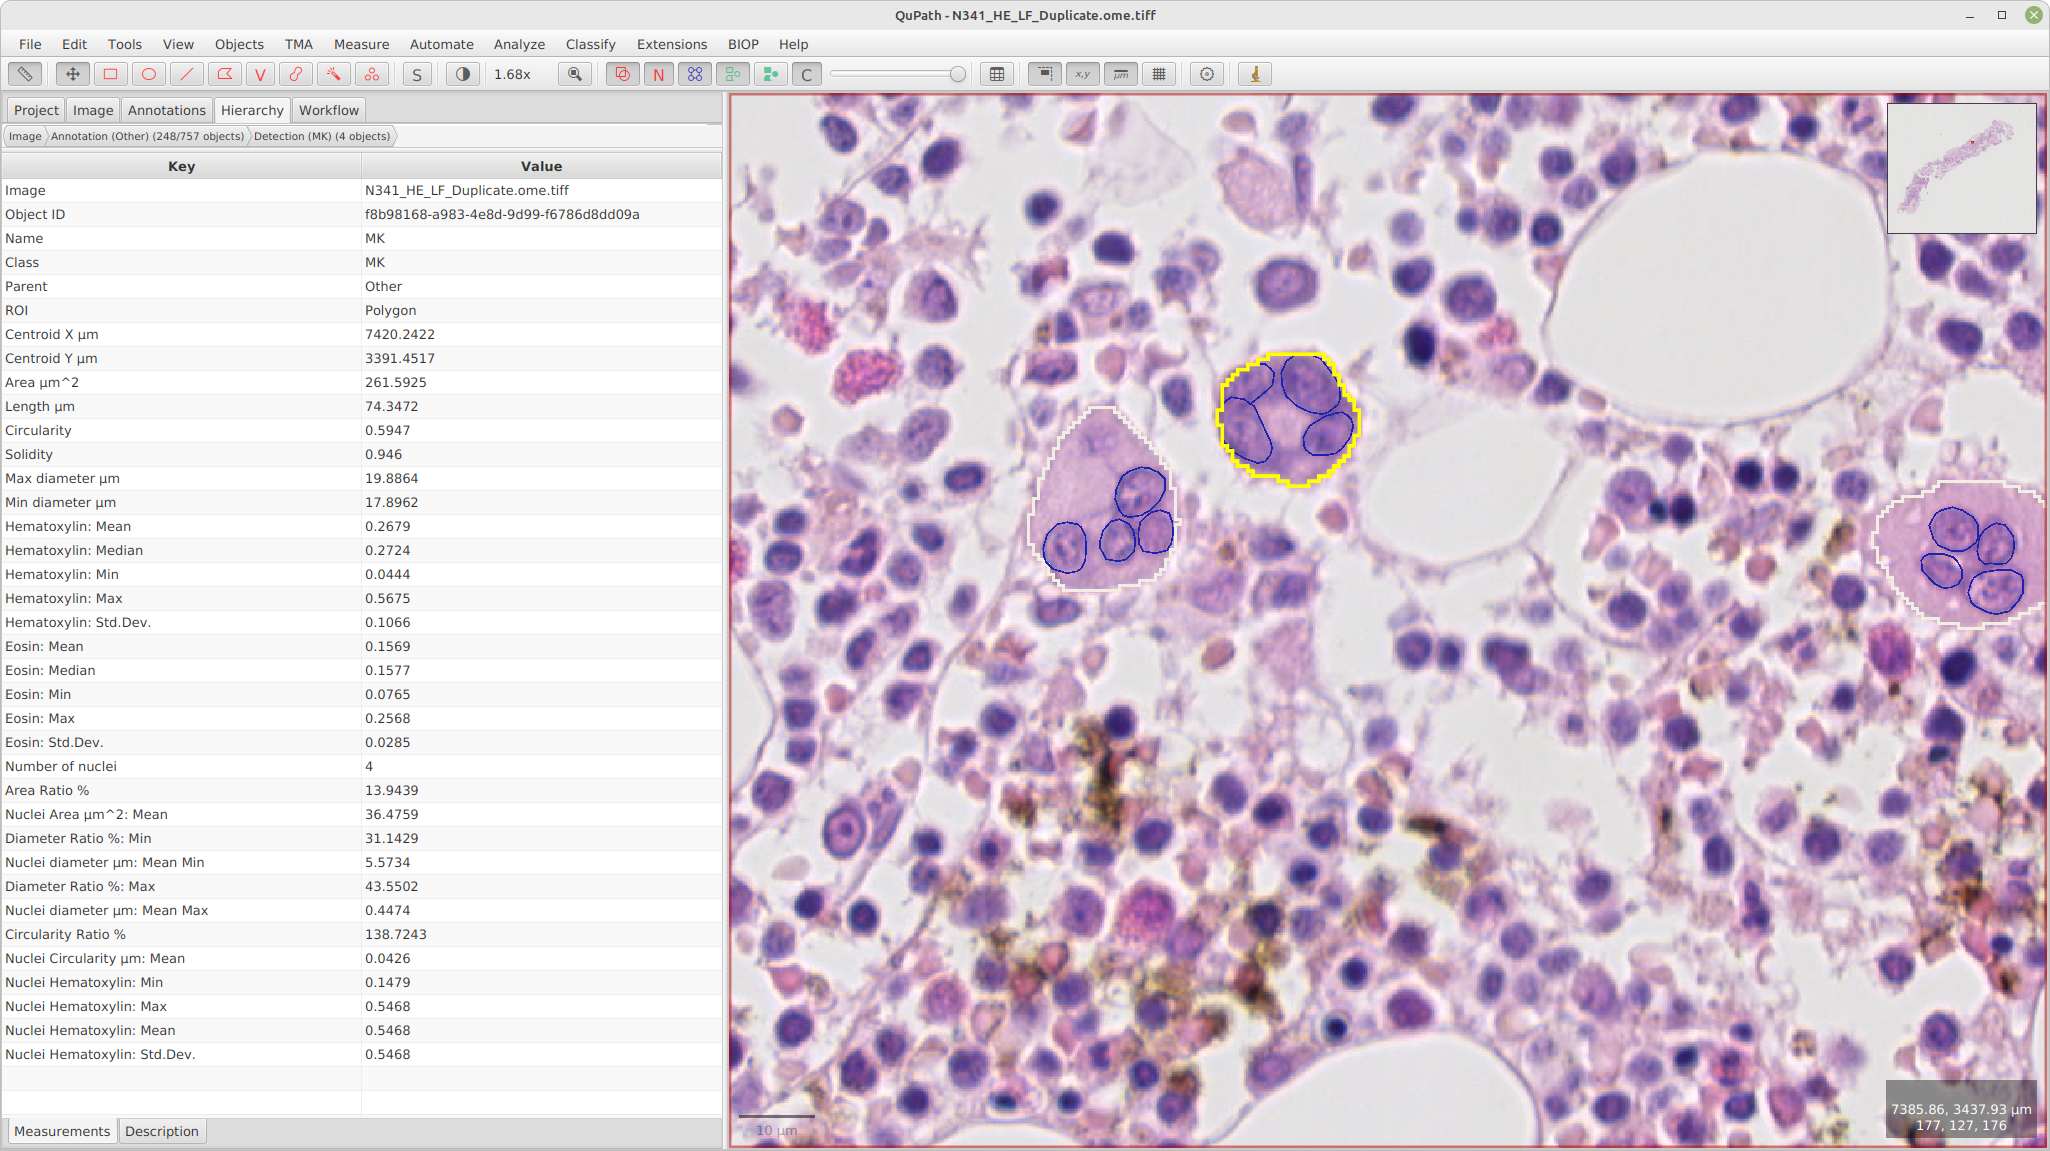 QuPath - N341_HE_LF_Duplicate.ome.tiff
File Edit Tools View Objects TMA Measure Automate Analyze Classify Extensions BIOP Help
V S 1.68x N C x,y µm
Project Image Annotations Hierarchy Workflow
Image Annotation (Other) (248/757 objects) Detection (MK) (4 objects)
Key Value
Image N341_HE_LF_Duplicate.ome.tiff
Object ID f8b98168-a983-4e8d-9d99-f6786d8dd09a
Name MK
Class MK
Parent Other
ROI Polygon
Centroid X µm 7420.2422
Centroid Y µm 3391.4517
Area µm^2 261.5925
Length µm 74.3472
Circularity 0.5947
Solidity 0.946
Max diameter µm 19.8864
Min diameter µm 17.8962
Hematoxylin: Mean 0.2679
Hematoxylin: Median 0.2724
Hematoxylin: Min 0.0444
Hematoxylin: Max 0.5675
Hematoxylin: Std.Dev. 0.1066
Eosin: Mean 0.1569
Eosin: Median 0.1577
Eosin: Min 0.0765
Eosin: Max 0.2568
Eosin: Std.Dev. 0.0285
Number of nuclei 4
Area Ratio % 13.9439
Nuclei Area µm^2: Mean 36.4759
Diameter Ratio %: Min 31.1429
Nuclei diameter µm: Mean Min 5.5734
Diameter Ratio %: Max 43.5502
Nuclei diameter µm: Mean Max 0.4474
Circularity Ratio % 138.7243
Nuclei Circularity µm: Mean 0.0426
Nuclei Hematoxylin: Min 0.1479
Nuclei Hematoxylin: Max 0.5468
Nuclei Hematoxylin: Mean 0.5468
Nuclei Hematoxylin: Std.Dev. 0.5468
Measurements Description
10 µm
7385.86, 3437.93 µm
177, 127, 176